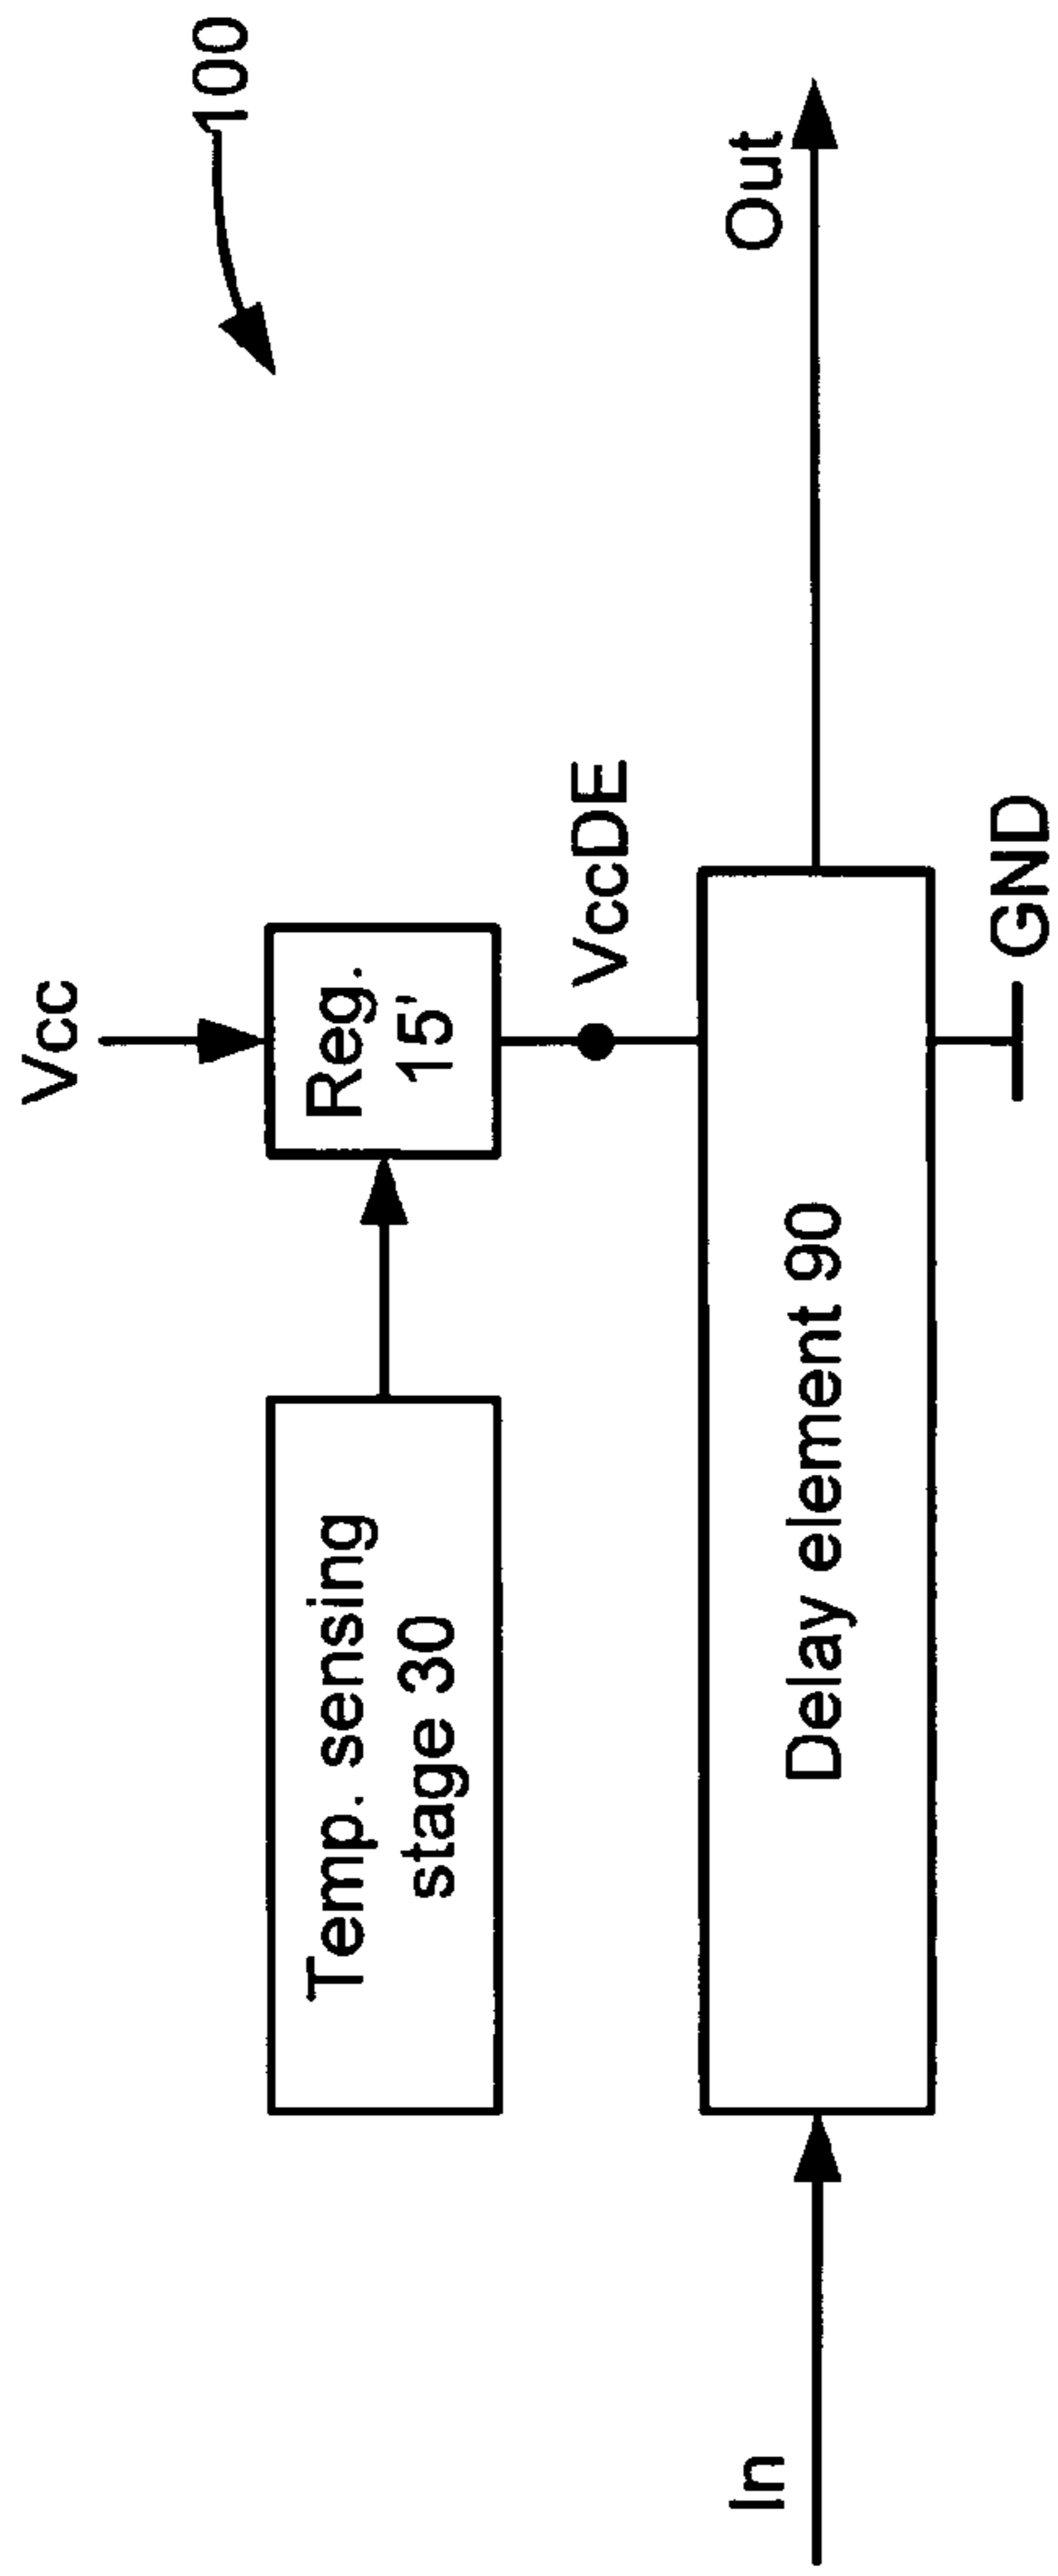 100
Vcc
Temp. sensing
stage 30
Reg.
15'
VccDE
In
Delay element 90
Out
GND